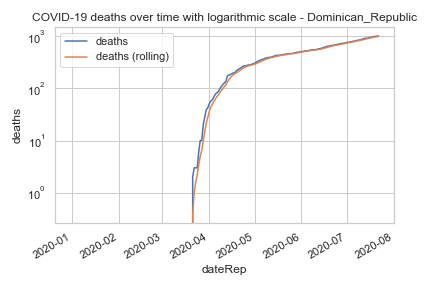 COVID-19 deaths over time with logarithmic scale - Dominican_Republic
deaths
deaths (rolling)
10³
10²
10¹
10⁰
deaths
2020-01
2020-02
2020-03
2020-04
2020-05
2020-06
2020-07
2020-08
dateRep